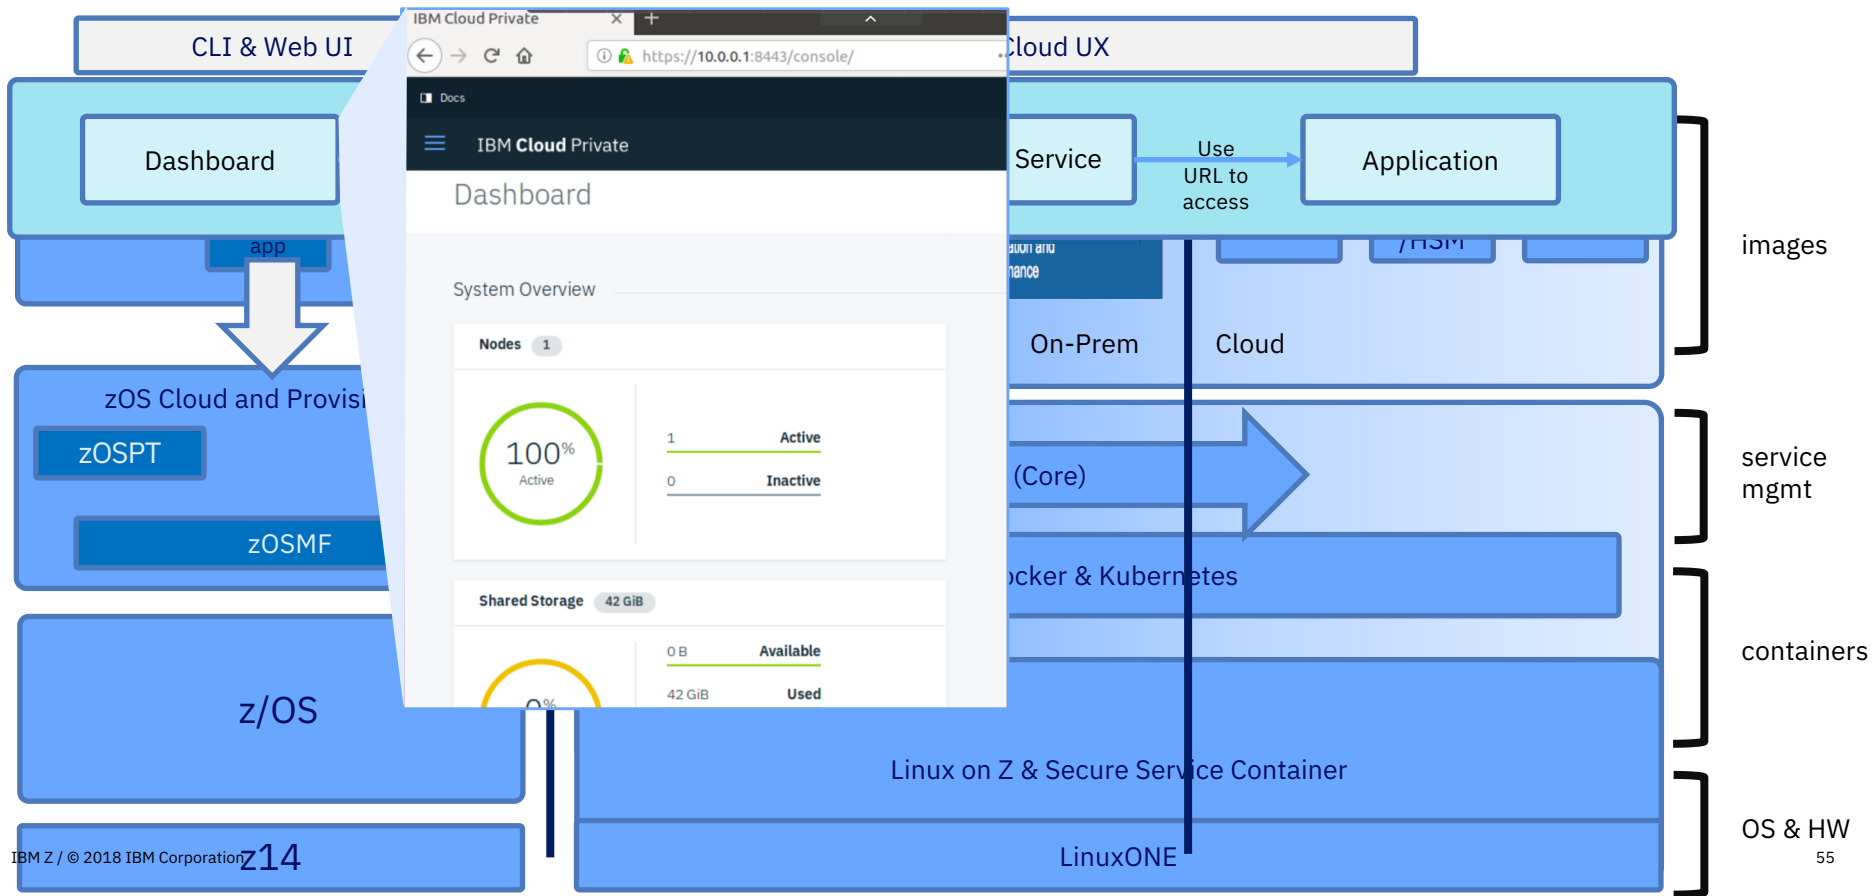 CLI & Web UI
Cloud UX
IBM Cloud Private
https://10.0.0.1:8443/console/
Docs
IBM Cloud Private
Dashboard
Dashboard
Service
Use
URL to
access
Application
System Overview
app
/HSM
images
Nodes 1
On-Prem
Cloud
zOS Cloud and
100%
Active
1 Active
0 Inactive
zOSPT
(Core)
service
mgmt
zOSMF
& Kubernetes
Shared Storage 42 GiB
0 B Available
42 GiB Used
0%
containers
z/OS
Linux on Z & Secure Service Container
z14
LinuxONE
OS & HW
IBM Z / © 2018 IBM Corporation
55